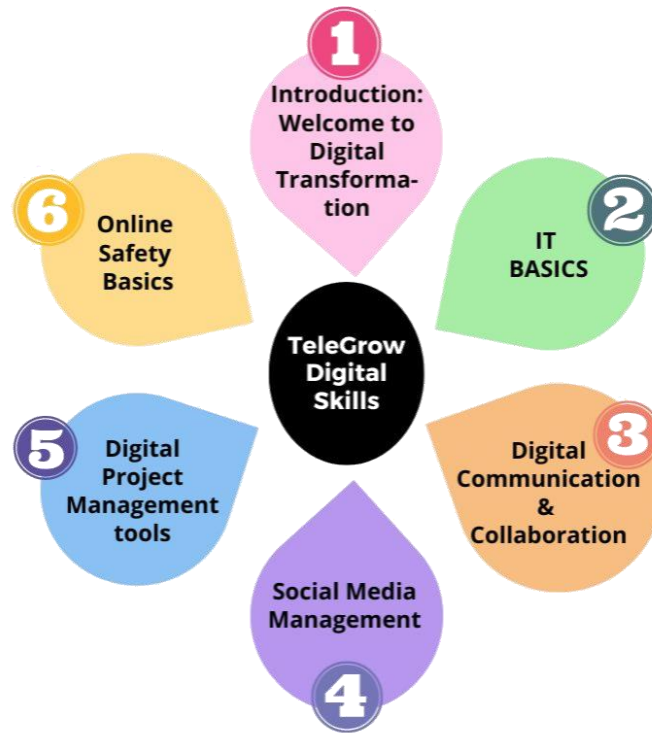 1
Introduction:
Welcome to
Digital
Transforma-
tion
2
IT
BASICS
3
Digital
Communication
&
Collaboration
4
Social Media
Management
5
Digital
Project
Management
tools
6
Online
Safety
Basics
TeleGrow
Digital
Skills